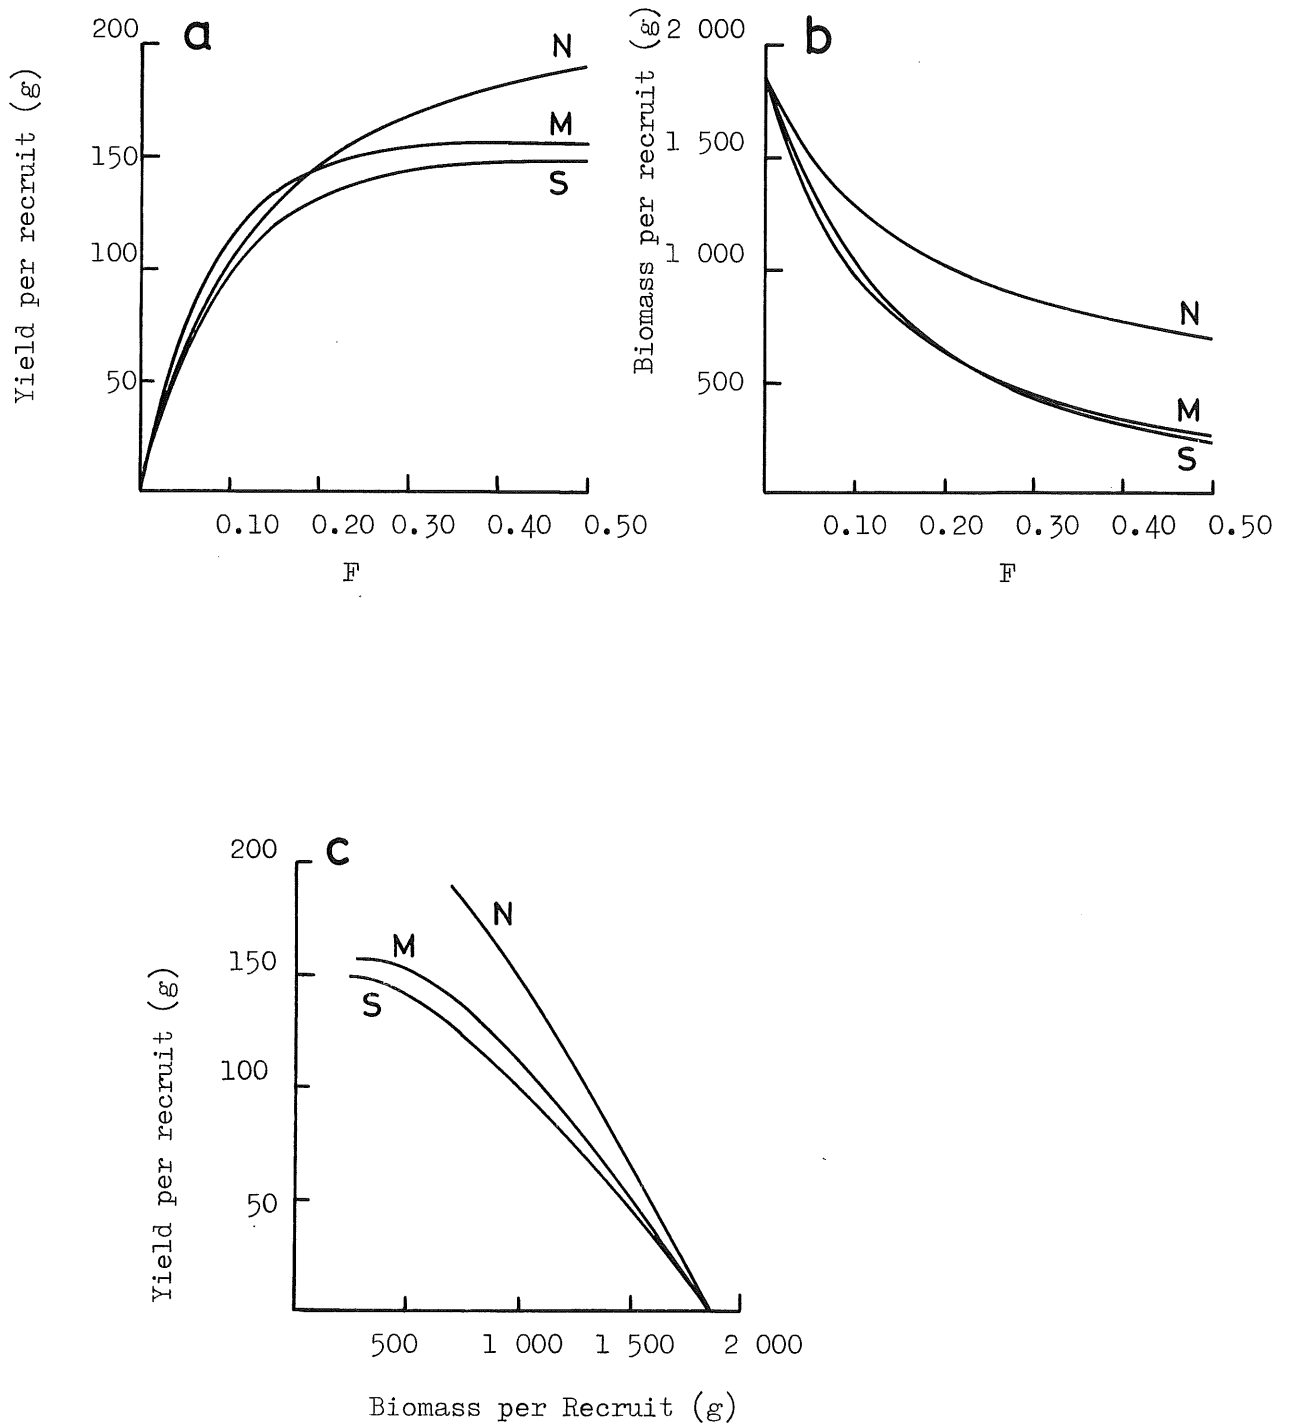 a
Yield per recruit (g)
200
150
100
50
N
M
S
0.10 0.20 0.30 0.40 0.50
F
b
Biomass per recruit (g)
2 000
1 500
1 000
500
N
M
S
0.10 0.20 0.30 0.40 0.50
F
c
Yield per recruit (g)
200
150
100
50
N
M
S
500 1 000 1 500 2 000
Biomass per Recruit (g)